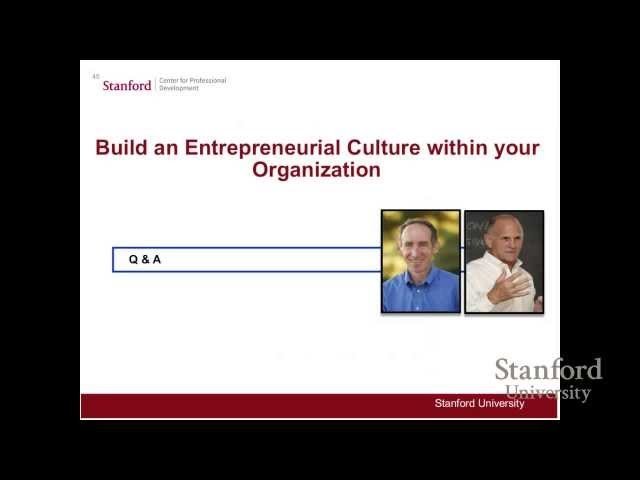 45
Stanford
Center for Professional
Development
Build an Entrepreneurial Culture within your
Organization
Q & A
Stanford
University
Stanford University